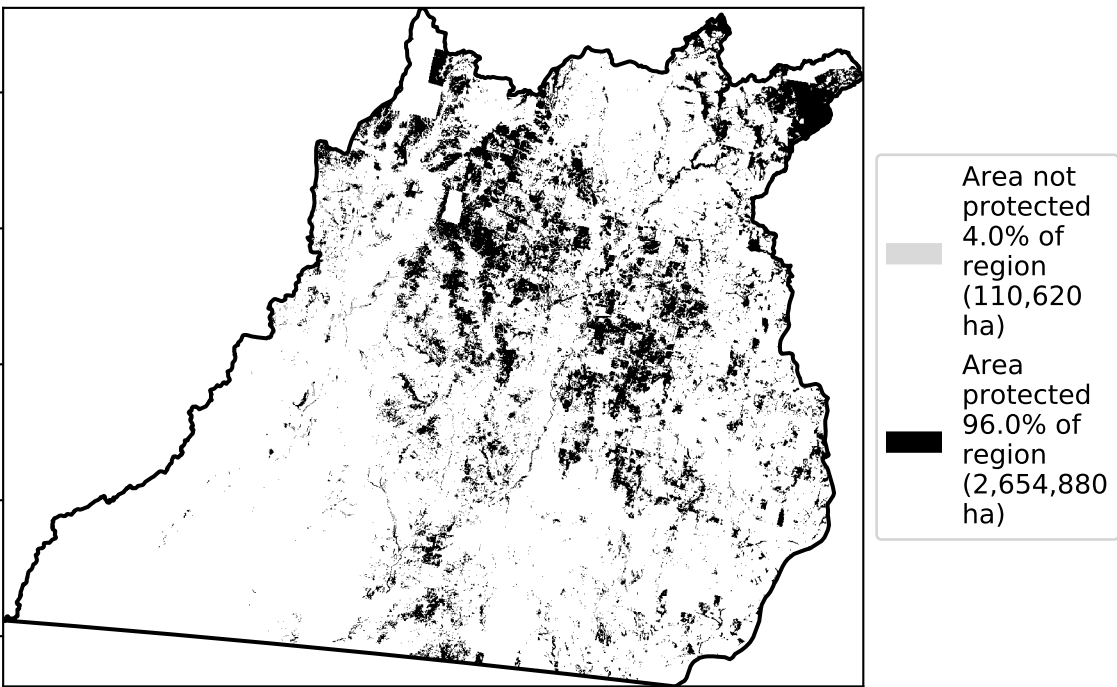 Area not
protected
4.0% of
region
(110,620
ha)
Area
protected
96.0% of
region
(2,654,880
ha)